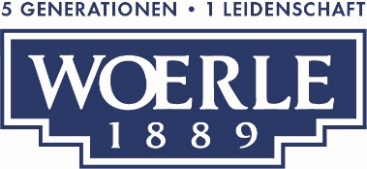 5 GENERATIONEN • 1 LEIDENSCHAFT
WOERLE
1889